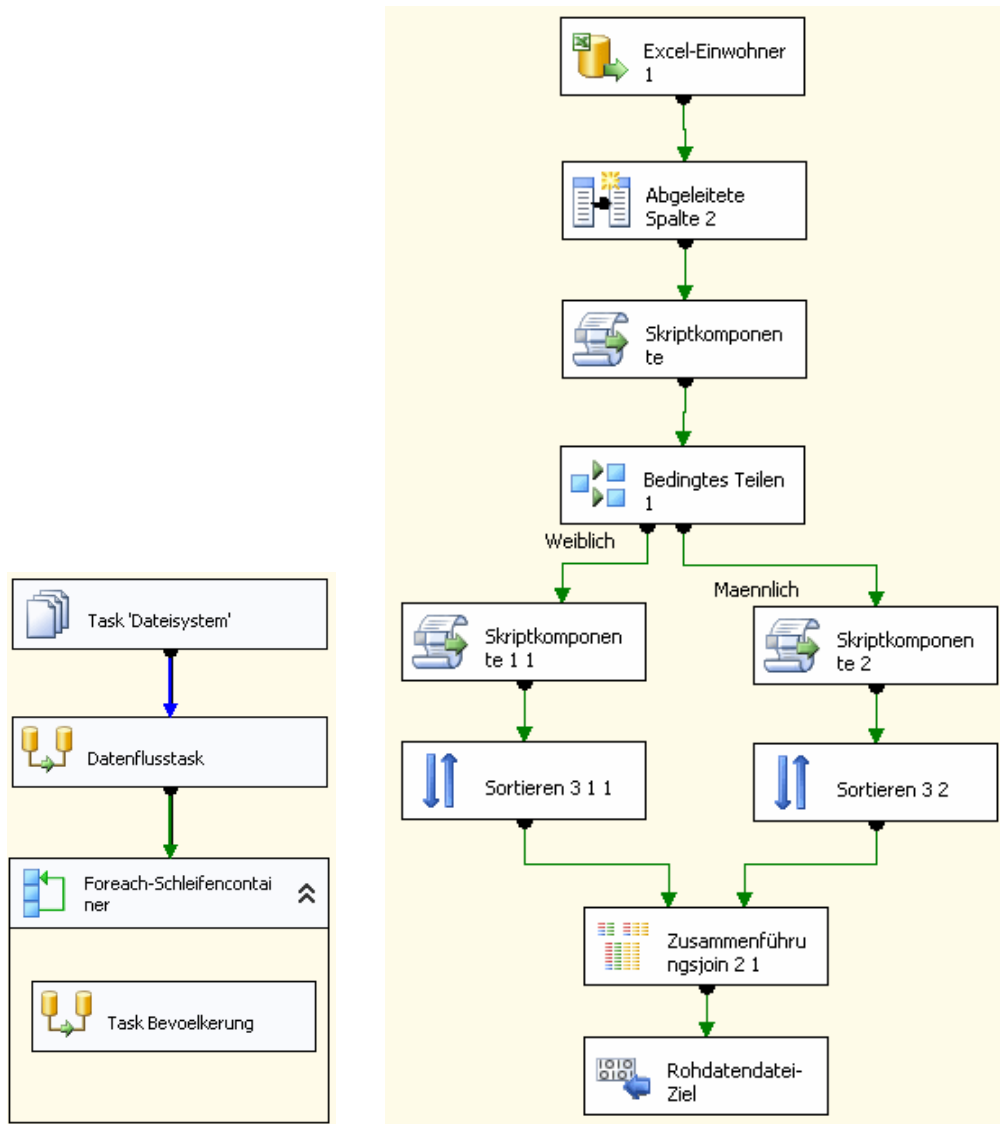 Task 'Dateisystem'
Datenflusstask
Foreach-Schleifencontai
ner
Task Bevoelkerung
Excel-Einwohner
1
Abgeleitete
Spalte 2
Skriptkomponen
te
Bedingtes Teilen
1
Weiblich
Maennlich
Skriptkomponen
te 1 1
Skriptkomponen
te 2
Sortieren 3 1 1
Sortieren 3 2
Zusammenführu
ngsjoin 2 1
Rohdatendatei-
Ziel